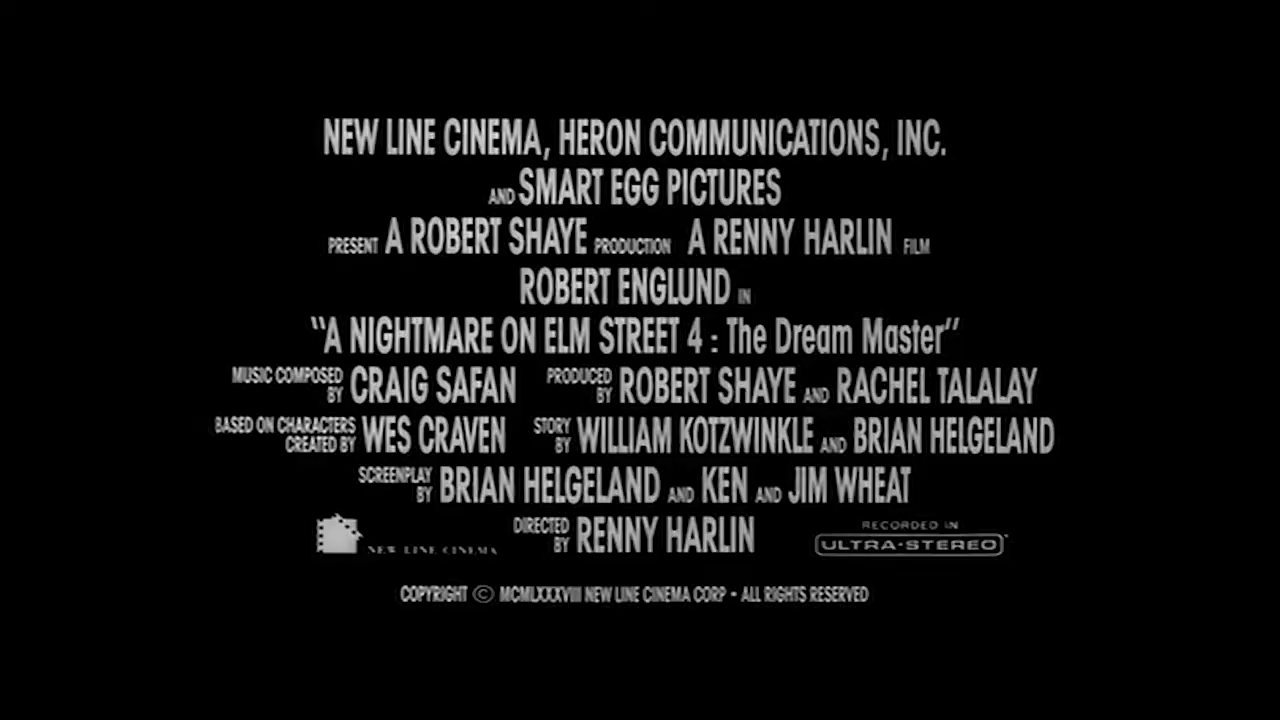 NEW LINE CINEMA, HERON COMMUNICATIONS, INC.
AND SMART EGG PICTURES
PRESENT A ROBERT SHAYE PRODUCTION A RENNY HARLIN FILM
ROBERT ENGLUND IN
"A NIGHTMARE ON ELM STREET 4 : The Dream Master"
MUSIC COMPOSED BY CRAIG SAFAN PRODUCED BY ROBERT SHAYE AND RACHEL TALALAY
BASED ON CHARACTERS CREATED BY WES CRAVEN STORY BY WILLIAM KOTZWINKLE AND BRIAN HELGELAND
SCREENPLAY BY BRIAN HELGELAND AND KEN AND JIM WHEAT
NEW LINE CINEMA DIRECTED BY RENNY HARLIN RECORDED IN ULTRA-STEREO
COPYRIGHT © MCMLXXXVIII NEW LINE CINEMA CORP - ALL RIGHTS RESERVED